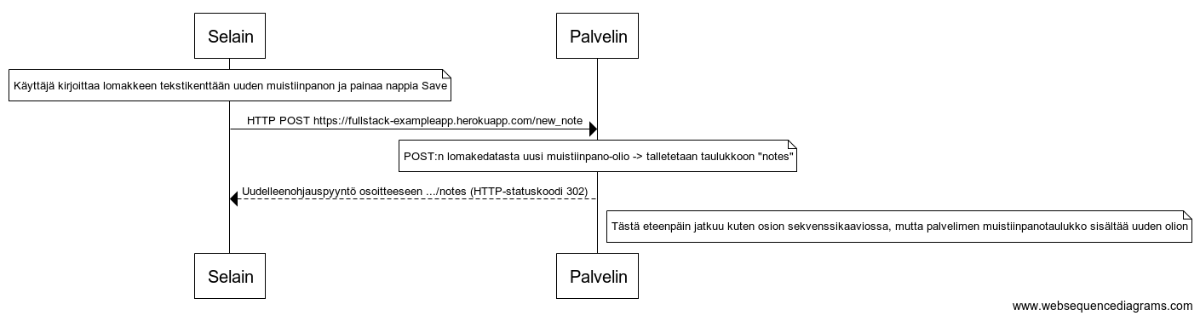 Selain
Palvelin
Käyttäjä kirjoittaa lomakkeen tekstikenttään uuden muistiinpanon ja painaa nappia Save
HTTP POST https://fullstack-exampleapp.herokuapp.com/new_note
POST:n lomakedatasta uusi muistiinpano-olio -> talletetaan taulukkoon "notes"
Uudelleenohjauspyyntö osoitteeseen .../notes (HTTP-statuskoodi 302)
Tästä eteenpäin jatkuu kuten osion sekvenssikaaviossa, mutta palvelimen muistiinpanotaulukko sisältää uuden olion
Selain
Palvelin
www.websequencediagrams.com